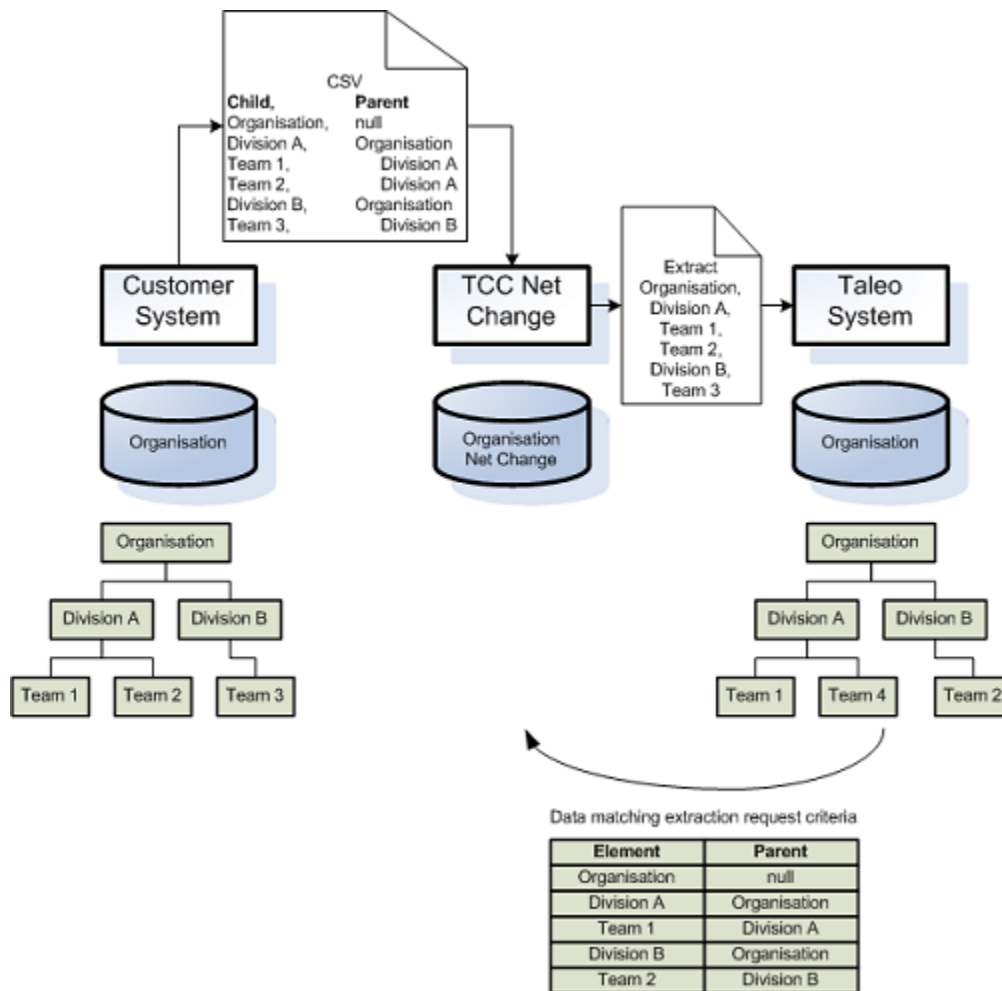 CSV
Child, Parent
Organisation, null
Division A, Organisation
Team 1, Division A
Team 2, Division A
Division B, Organisation
Team 3, Division B
Customer
System
TCC Net
Change
Extract
Organisation,
Division A,
Team 1,
Team 2,
Division B,
Team 3
Taleo
System
Organisation
Organisation
Net Change
Organisation
Organisation
Division A Division B
Team 1 Team 2 Team 3
Organisation
Division A Division B
Team 1 Team 4 Team 2
Data matching extraction request criteria
Element Parent
Organisation null
Division A Organisation
Team 1 Division A
Division B Organisation
Team 2 Division B